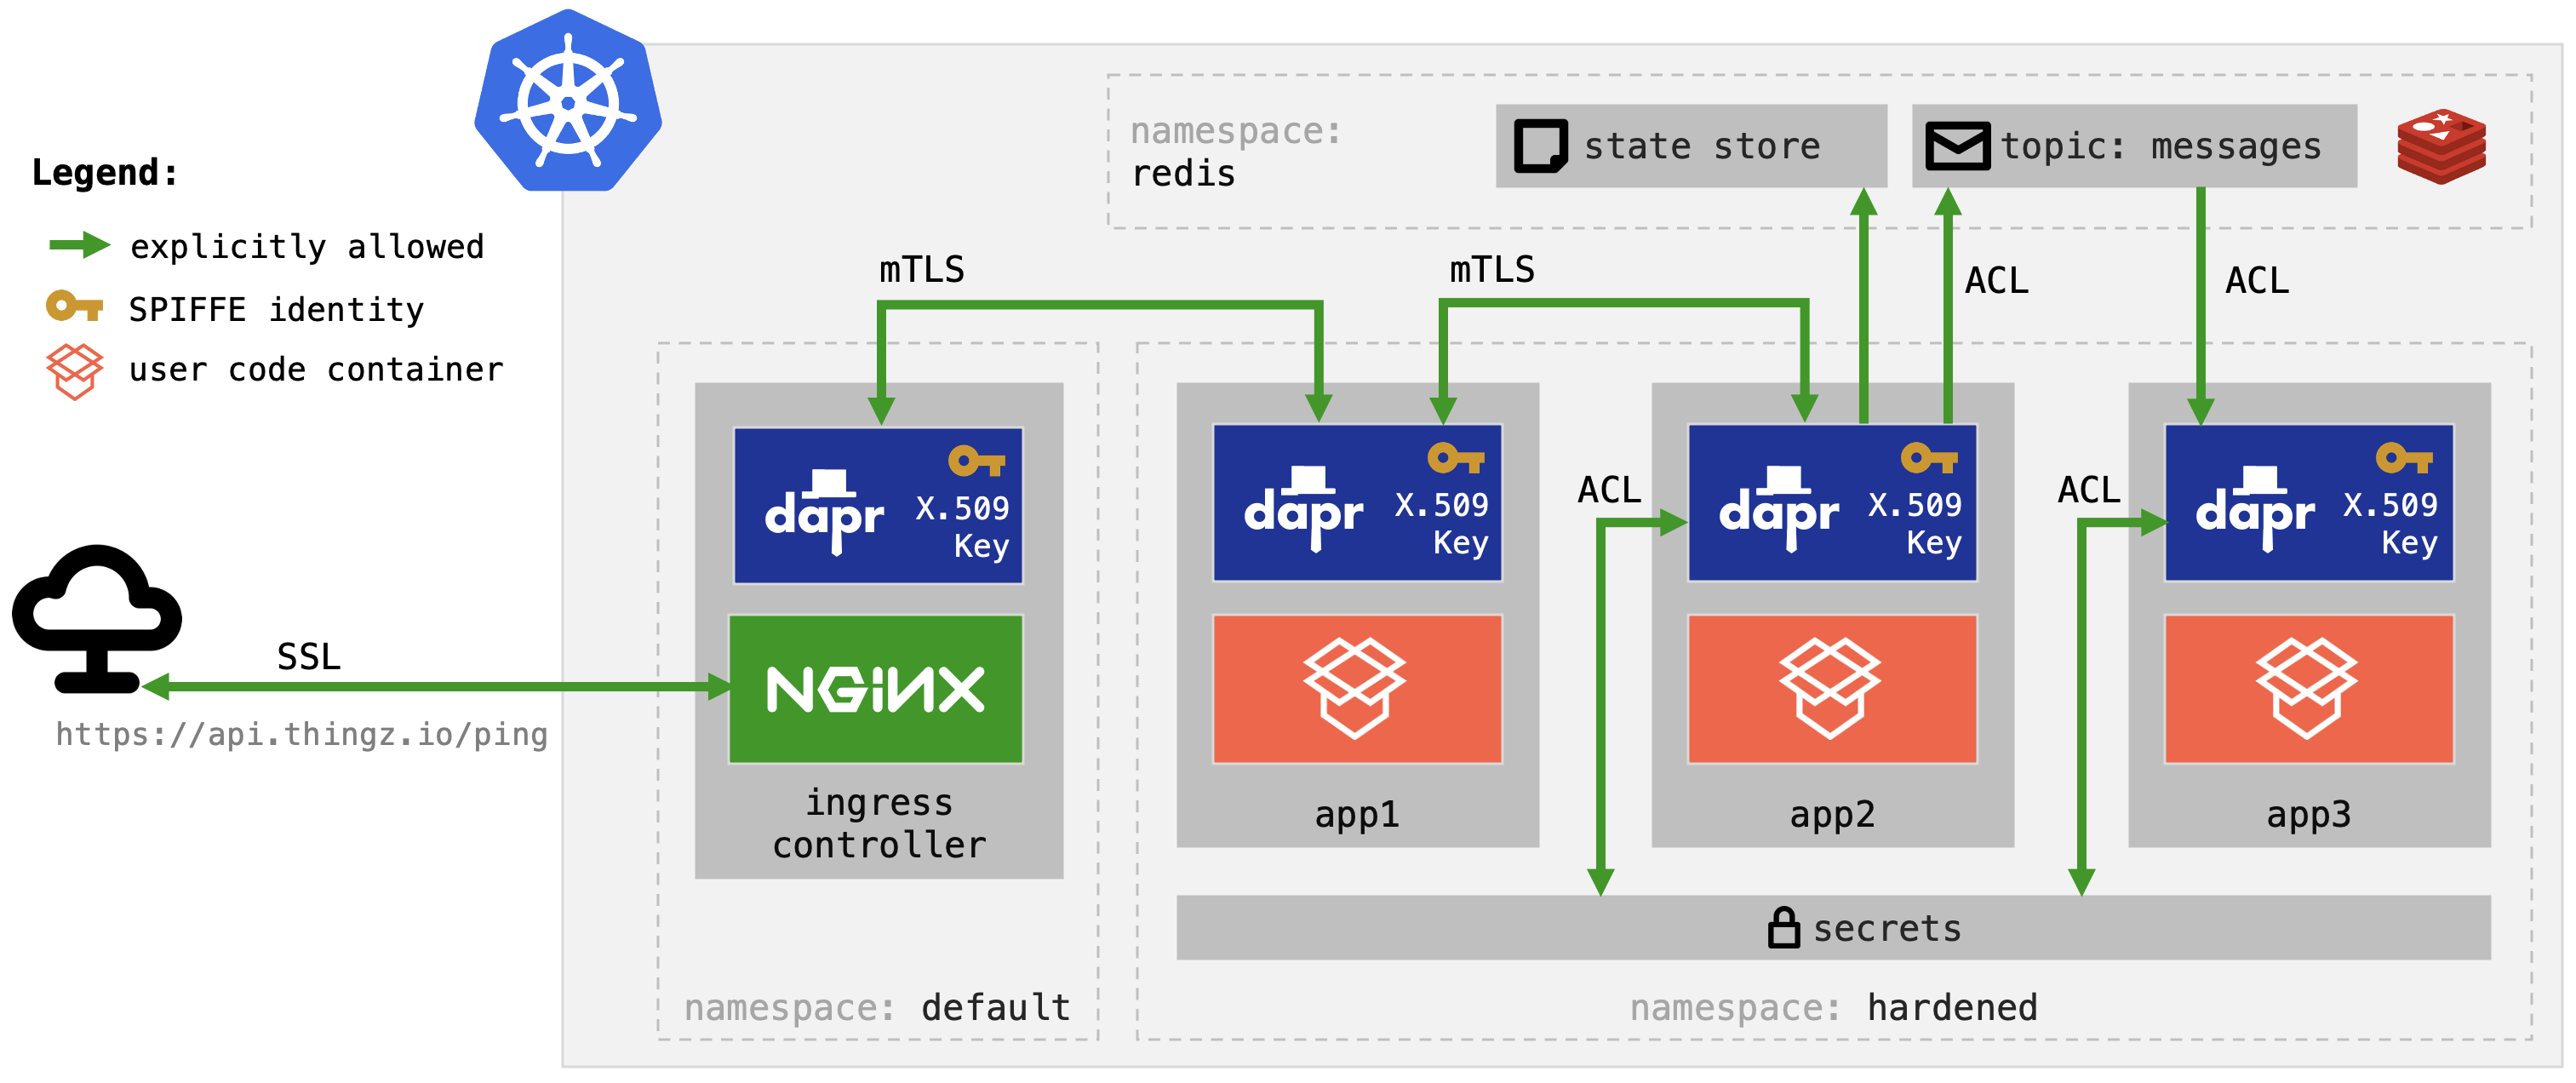 Legend:
explicitly allowed
SPIFFE identity
user code container
namespace:
redis
state store
topic: messages
mTLS
mTLS
ACL
ACL
dapr
X.509
Key
dapr
X.509
Key
ACL
dapr
X.509
Key
ACL
dapr
X.509
Key
SSL
https://api.thingz.io/ping
NGINX
ingress
controller
app1
app2
app3
secrets
namespace: default
namespace: hardened